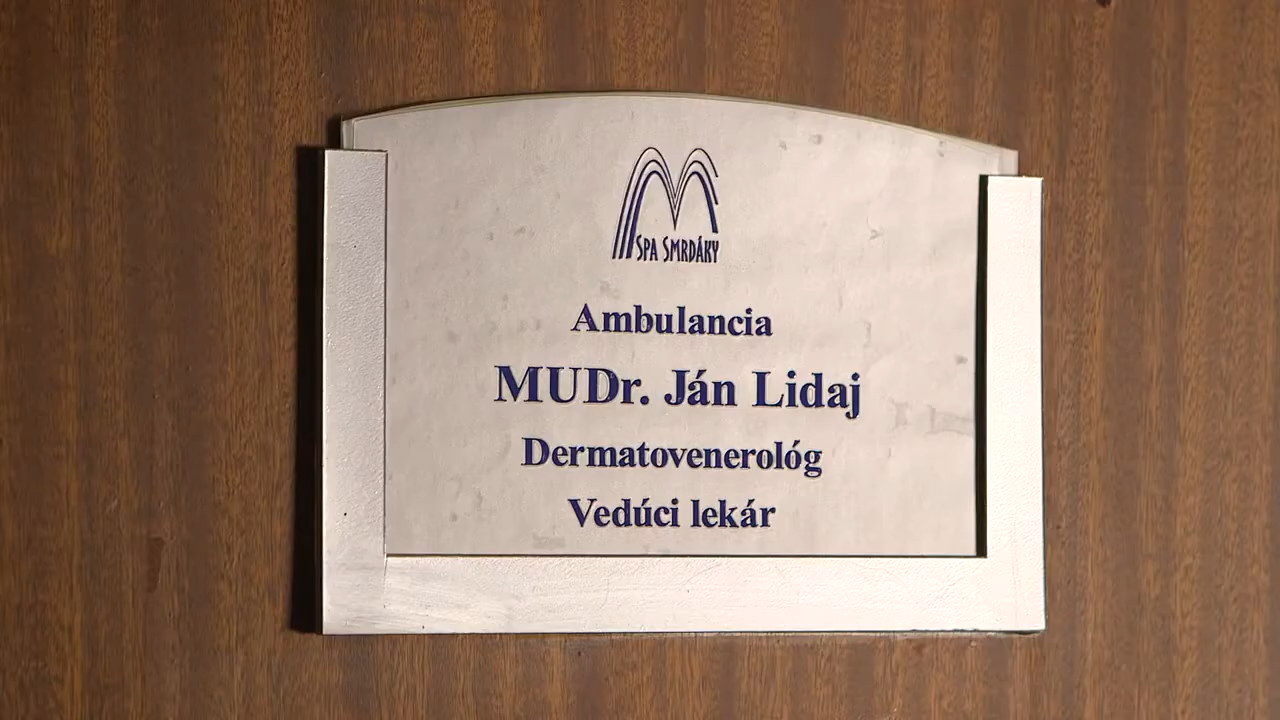 SPA SMRDÁKY
Ambulancia
MUDr. Ján Lidaj
Dermatovenerológ
Vedúci lekár